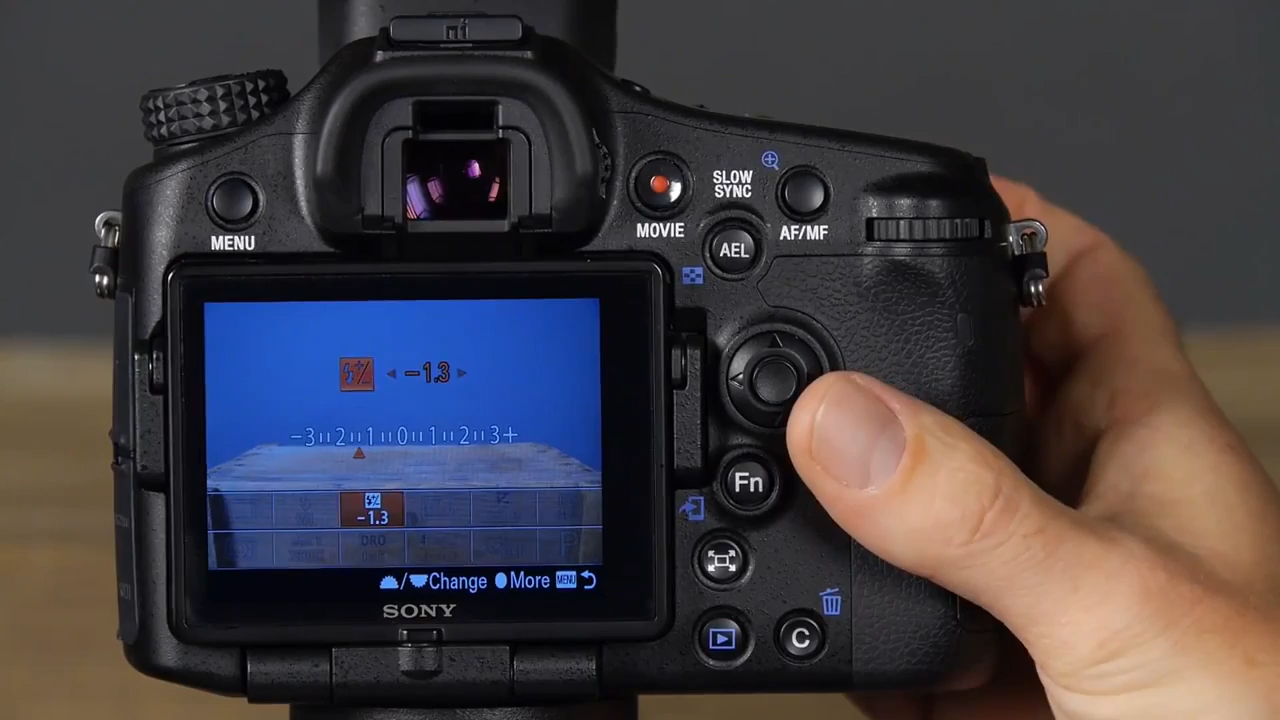 MENU
MOVIE
SLOW
SYNC
AEL
AF/MF
−1.3
−3 2 1 0 1 2 3+
−1.3
DRO
/ Change More MENU
SONY
Fn
C